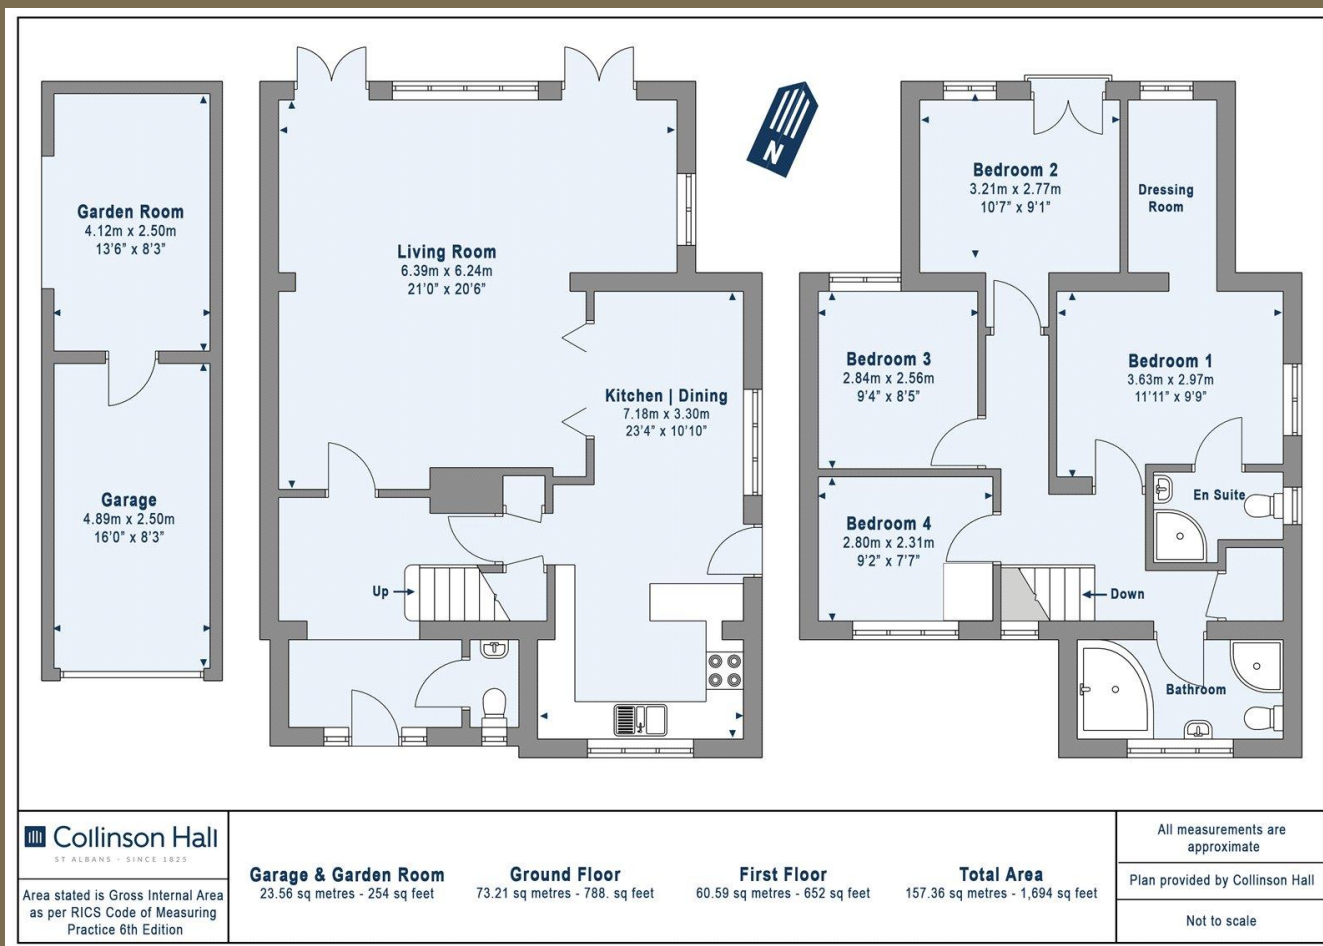 Garden Room
4.12m x 2.50m
13'6" x 8'3"
Garage
4.89m x 2.50m
16'0" x 8'3"
Living Room
6.39m x 6.24m
21'0" x 20'6"
Kitchen | Dining
7.18m x 3.30m
23'4" x 10'10"
Up
N
Bedroom 2
3.21m x 2.77m
10'7" x 9'1"
Dressing
Room
Bedroom 3
2.84m x 2.56m
9'4" x 8'5"
Bedroom 1
3.63m x 2.97m
11'11" x 9'9"
En Suite
Bedroom 4
2.80m x 2.31m
9'2" x 7'7"
Down
Bathroom
Collinson Hall
ST ALBANS · SINCE 1825
Area stated is Gross Internal Area
as per RICS Code of Measuring
Practice 6th Edition
Garage & Garden Room
23.56 sq metres - 254 sq feet
Ground Floor
73.21 sq metres - 788. sq feet
First Floor
60.59 sq metres - 652 sq feet
Total Area
157.36 sq metres - 1,694 sq feet
All measurements are
approximate
Plan provided by Collinson Hall
Not to scale